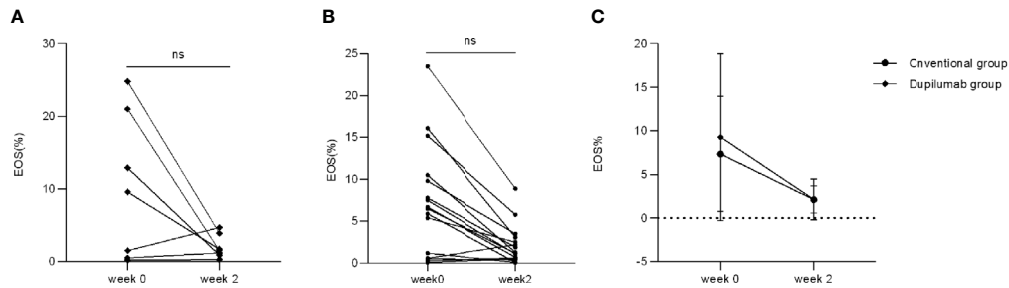 A
30
20
10
0
EOS(%)
ns
week 0
week 2
B
25
20
15
10
5
0
EOS(%)
ns
week0
week2
C
20
15
10
5
0
-5
EOS%
week 0
week 2
Cnventional group
Dupilumab group